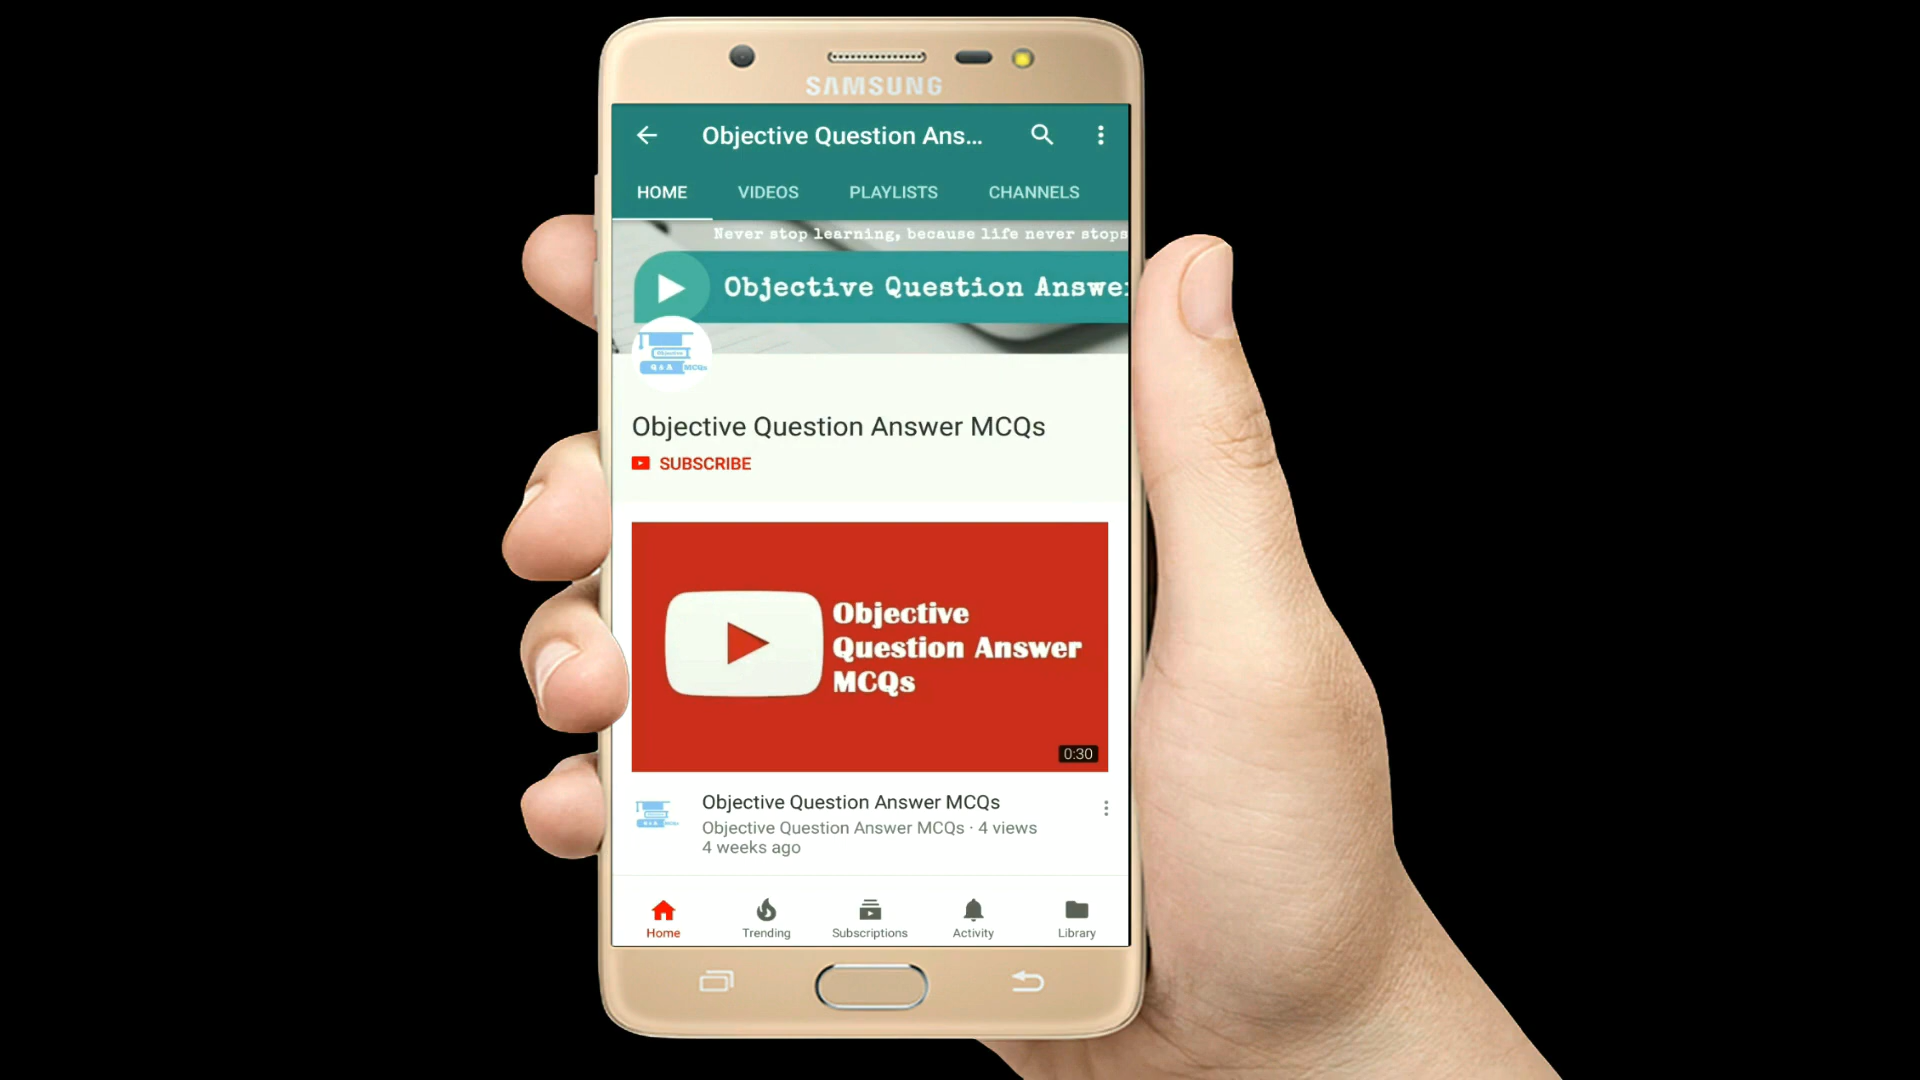 SAMSUNG
Objective Question Ans...
HOME VIDEOS PLAYLISTS CHANNELS
Never stop learning, because life never stops
Objective Question Answe
Q & A MCQs
Objective Question Answer MCQs
SUBSCRIBE
Objective
Question Answer
MCQs
0:30
Objective Question Answer MCQs
Objective Question Answer MCQs · 4 views
4 weeks ago
Home Trending Subscriptions Activity Library